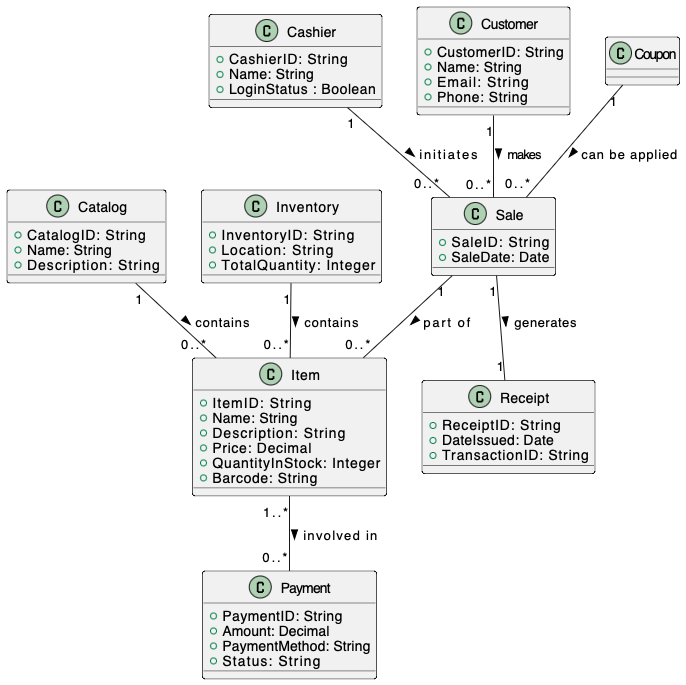 C Cashier
CashierID: String
Name: String
LoginStatus : Boolean
C Customer
CustomerID: String
Name: String
Email: String
Phone: String
C Coupon
1
1
1
initiates
makes
can be applied
0..*
0..*
0..*
C Catalog
CatalogID: String
Name: String
Description: String
C Inventory
InventoryID: String
Location: String
TotalQuantity: Integer
C Sale
SaleID: String
SaleDate: Date
1
1
1
1
contains
contains
part of
generates
0..*
0..*
0..*
1
C Item
ItemID: String
Name: String
Description: String
Price: Decimal
QuantityInStock: Integer
Barcode: String
C Receipt
ReceiptID: String
DateIssued: Date
TransactionID: String
1..*
involved in
0..*
C Payment
PaymentID: String
Amount: Decimal
PaymentMethod: String
Status: String